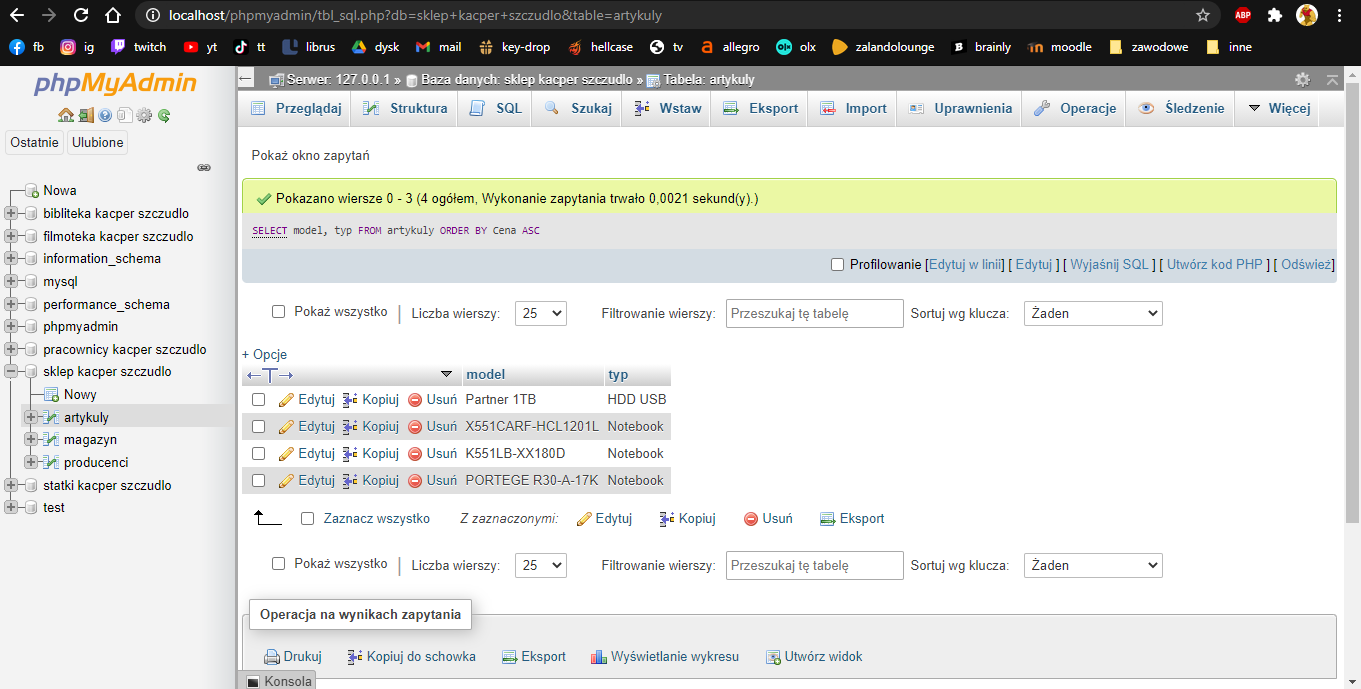 localhost/phpmyadmin/tbl_sql.php?db=sklep+kacper+szczudlo&table=artykuly
ABP
fb ig twitch yt tt librus dysk mail key-drop hellcase tv allegro olx zalandolounge brainly moodle zawodowe inne
phpMyAdmin
Ostatnie Ulubione
Nowa
bibliteka kacper szczudlo
filmoteka kacper szczudlo
information_schema
mysql
performance_schema
phpmyadmin
pracownicy kacper szczudlo
sklep kacper szczudlo
Nowy
artykuly
magazyn
producenci
statki kacper szczudlo
test
Serwer: 127.0.0.1 » Baza danych: sklep kacper szczudlo » Tabela: artykuly
Przeglądaj Struktura SQL Szukaj Wstaw Eksport Import Uprawnienia Operacje Śledzenie Więcej
Pokaż okno zapytań
Pokazano wiersze 0 - 3 (4 ogółem, Wykonanie zapytania trwało 0,0021 sekund(y).)
SELECT model, typ FROM artykuly ORDER BY Cena ASC
Profilowanie [Edytuj w linii] [ Edytuj ] [ Wyjaśnij SQL ] [ Utwórz kod PHP ] [ Odśwież]
Pokaż wszystko | Liczba wierszy: 25 Filtrowanie wierszy: Przeszukaj tę tabelę Sortuj wg klucza: Żaden
+ Opcje
←T→ model typ
Edytuj Kopiuj Usuń Partner 1TB HDD USB
Edytuj Kopiuj Usuń X551CARF-HCL1201L Notebook
Edytuj Kopiuj Usuń K551LB-XX180D Notebook
Edytuj Kopiuj Usuń PORTEGE R30-A-17K Notebook
Zaznacz wszystko Z zaznaczonymi: Edytuj Kopiuj Usuń Eksport
Pokaż wszystko | Liczba wierszy: 25 Filtrowanie wierszy: Przeszukaj tę tabelę Sortuj wg klucza: Żaden
Operacja na wynikach zapytania
Drukuj Kopiuj do schowka Eksport Wyświetlanie wykresu Utwórz widok
Konsola